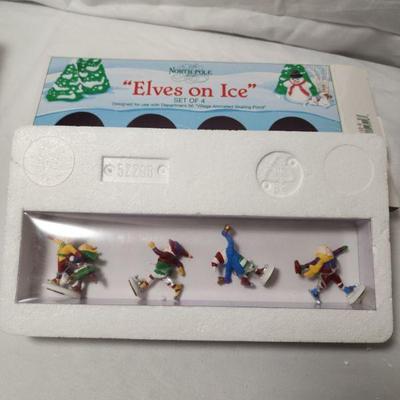 NORTH POLE
"Elves on Ice"
SET OF 4
Designed for use with Department 56 "Village Animated Skating Pond"
52298